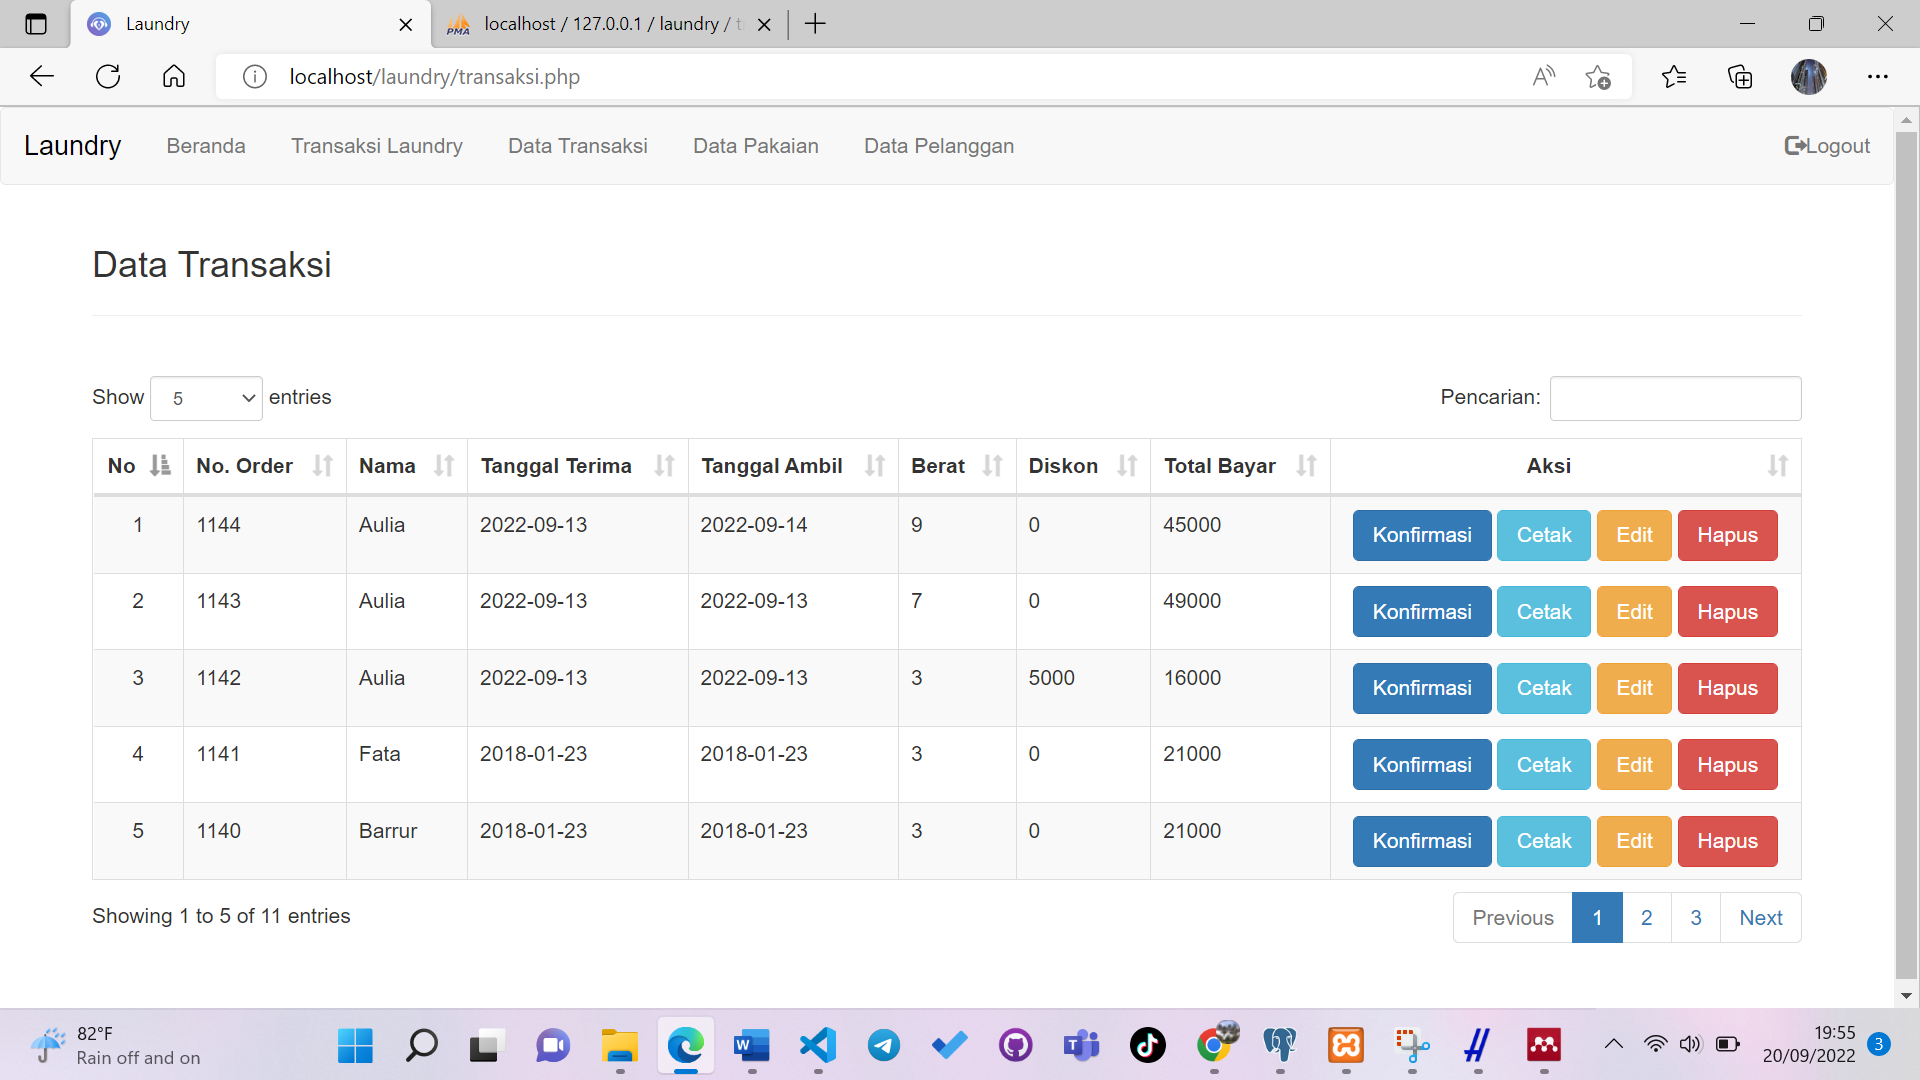 Laundry
localhost / 127.0.0.1 / laundry / t
localhost/laundry/transaksi.php
Laundry Beranda Transaksi Laundry Data Transaksi Data Pakaian Data Pelanggan Logout
Data Transaksi
Show 5 entries Pencarian:
No No. Order Nama Tanggal Terima Tanggal Ambil Berat Diskon Total Bayar Aksi
1 1144 Aulia 2022-09-13 2022-09-14 9 0 45000 Konfirmasi Cetak Edit Hapus
2 1143 Aulia 2022-09-13 2022-09-13 7 0 49000 Konfirmasi Cetak Edit Hapus
3 1142 Aulia 2022-09-13 2022-09-13 3 5000 16000 Konfirmasi Cetak Edit Hapus
4 1141 Fata 2018-01-23 2018-01-23 3 0 21000 Konfirmasi Cetak Edit Hapus
5 1140 Barrur 2018-01-23 2018-01-23 3 0 21000 Konfirmasi Cetak Edit Hapus
Showing 1 to 5 of 11 entries Previous 1 2 3 Next
82°F
Rain off and on
19:55
20/09/2022 3